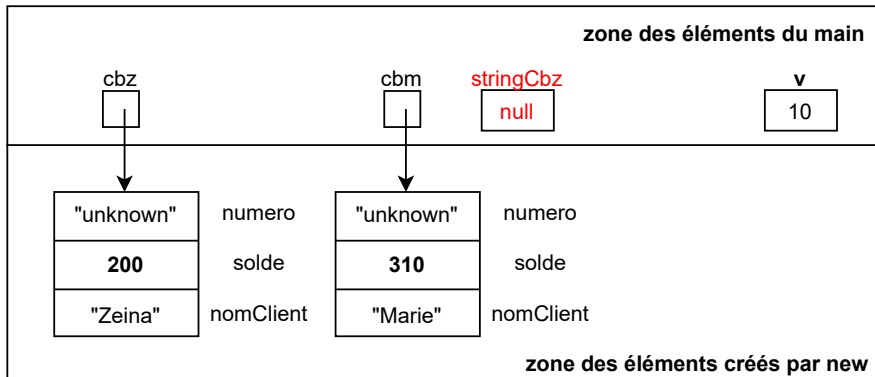 zone des éléments du main
cbz
cbm
stringCbz
v
null
10
"unknown" numero
"unknown" numero
200 solde
310 solde
"Zeina" nomClient
"Marie" nomClient
zone des éléments créés par new